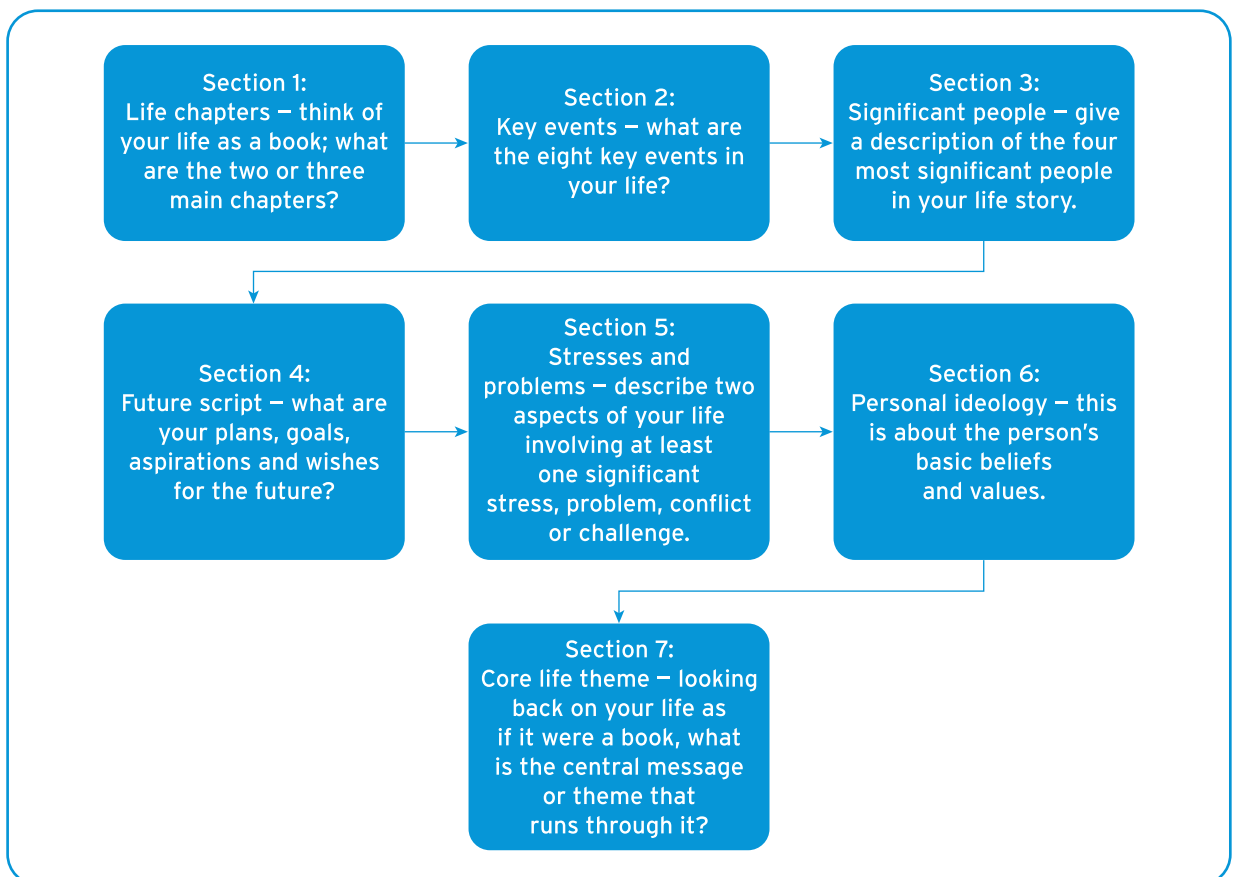 Section 1:
Life chapters – think of
your life as a book; what
are the two or three
main chapters?
Section 2:
Key events – what are
the eight key events in
your life?
Section 3:
Significant people – give
a description of the four
most significant people
in your life story.
Section 4:
Future script – what are
your plans, goals,
aspirations and wishes
for the future?
Section 5:
Stresses and
problems – describe two
aspects of your life
involving at least
one significant
stress, problem, conflict
or challenge.
Section 6:
Personal ideology – this
is about the person's
basic beliefs
and values.
Section 7:
Core life theme – looking
back on your life as
if it were a book, what
is the central message
or theme that
runs through it?